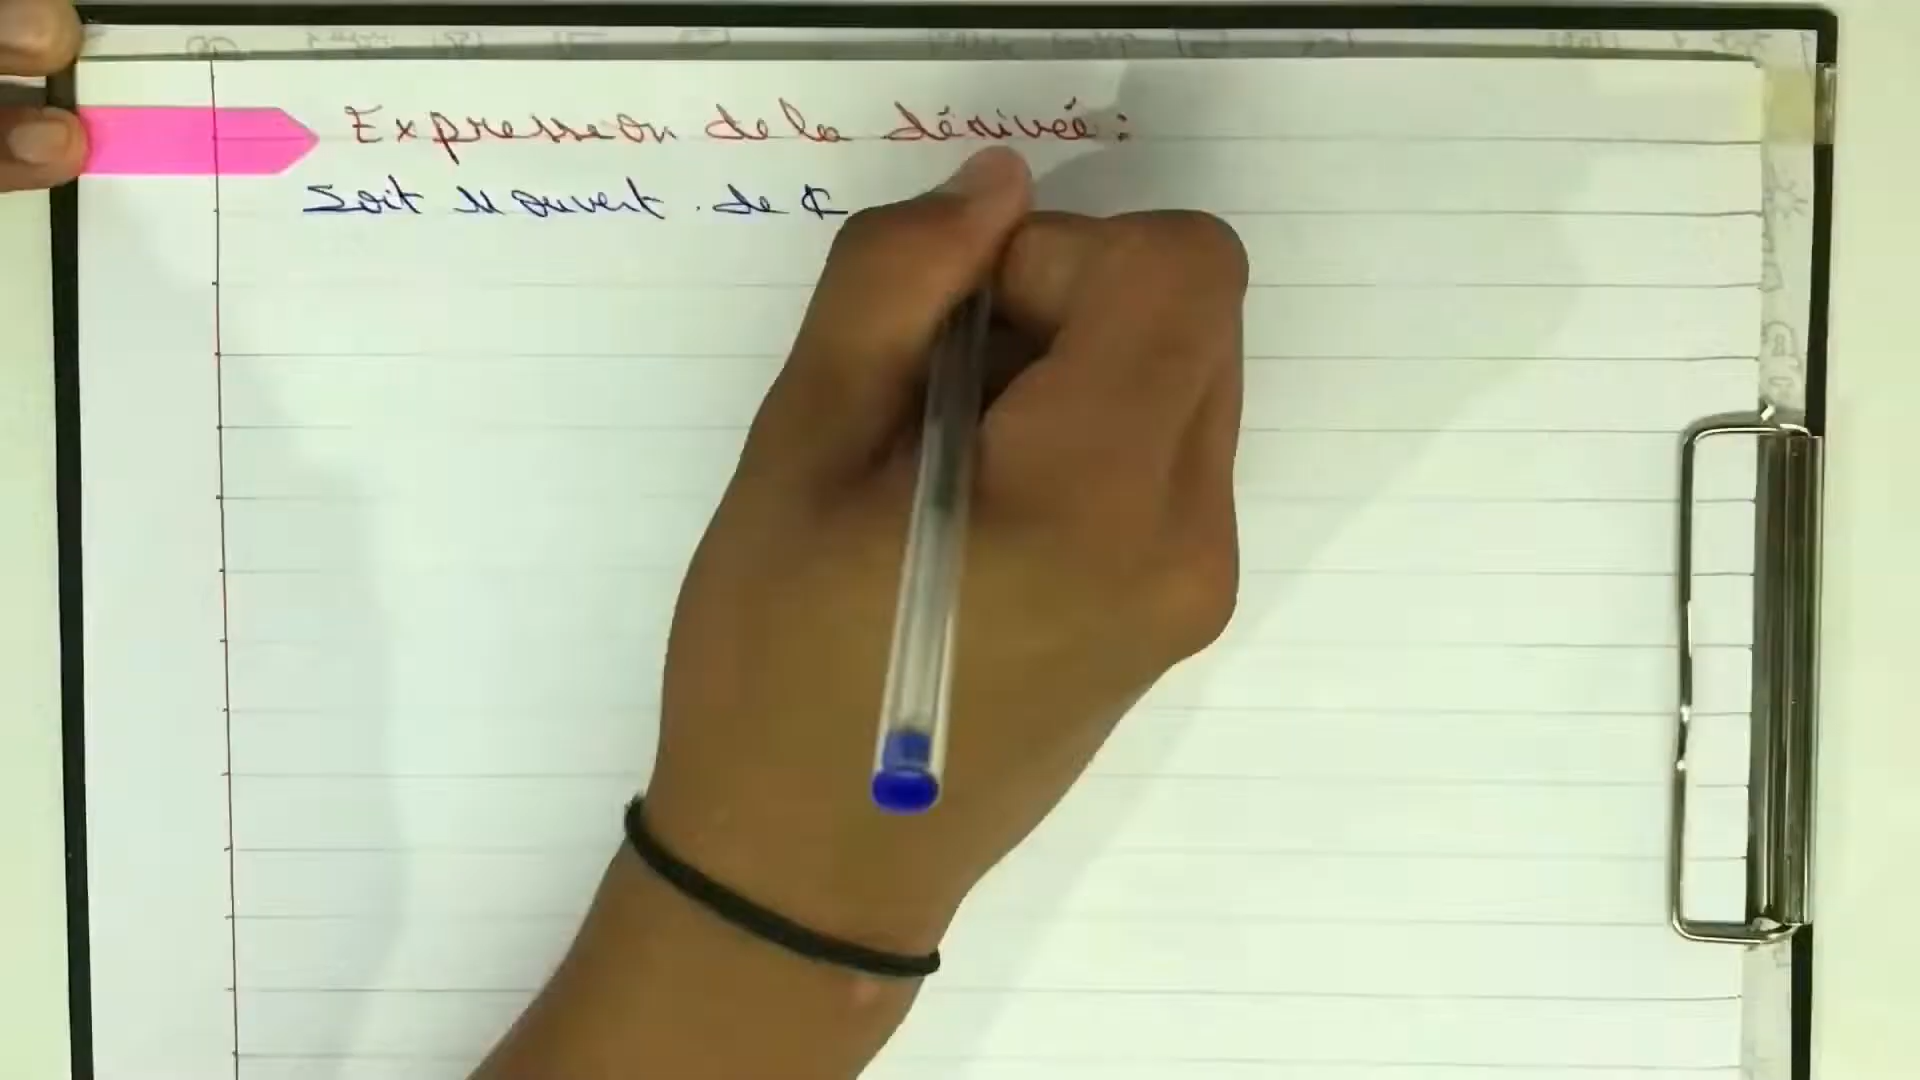 Expression de la dérivée :
Soit U ouvert de ℂ